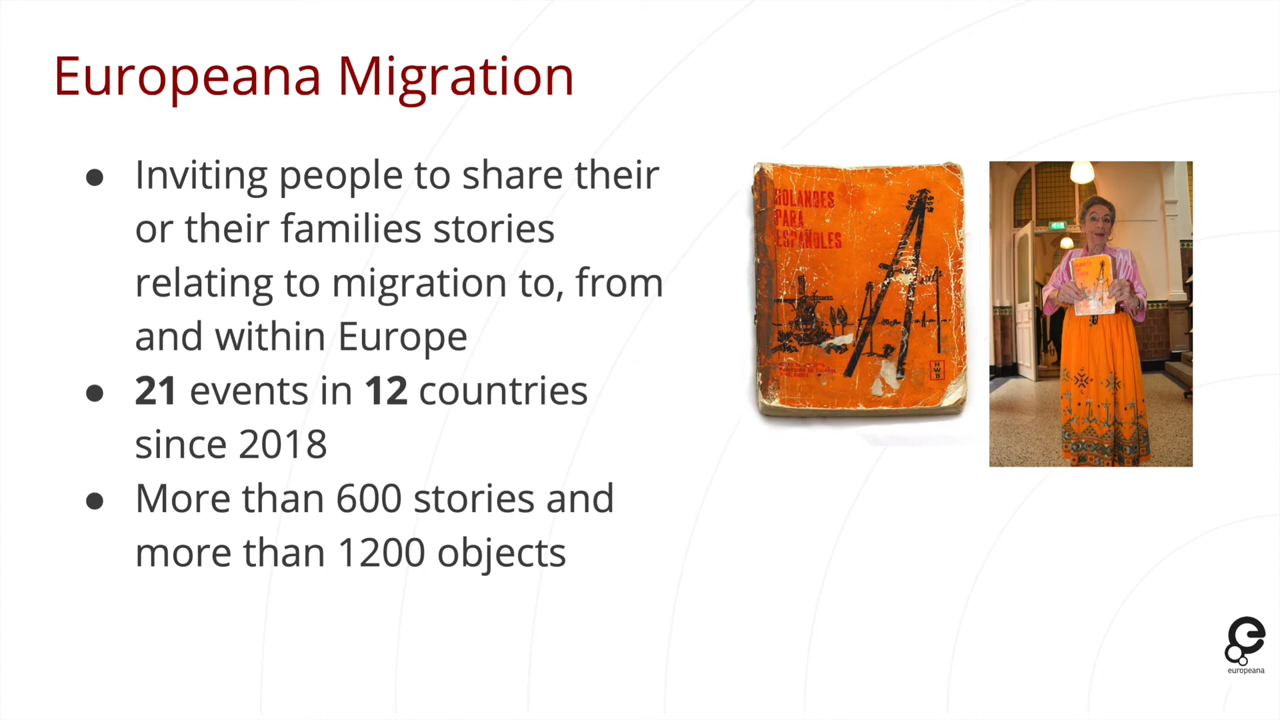 Europeana Migration
● Inviting people to share their
or their families stories
relating to migration to, from
and within Europe
● 21 events in 12 countries
since 2018
● More than 600 stories and
more than 1200 objects
HOLANDES
PARA
ESPAÑOLES
H
W
B
europeana